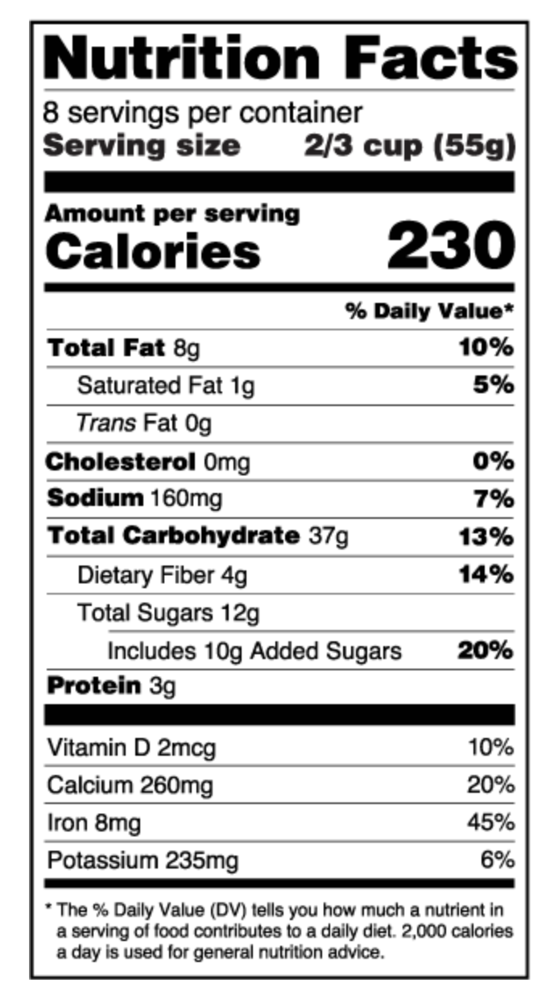 Nutrition Facts
8 servings per container
Serving size 2/3 cup (55g)
Amount per serving
Calories 230
% Daily Value*
Total Fat 8g 10%
Saturated Fat 1g 5%
Trans Fat 0g
Cholesterol 0mg 0%
Sodium 160mg 7%
Total Carbohydrate 37g 13%
Dietary Fiber 4g 14%
Total Sugars 12g
Includes 10g Added Sugars 20%
Protein 3g
Vitamin D 2mcg 10%
Calcium 260mg 20%
Iron 8mg 45%
Potassium 235mg 6%
* The % Daily Value (DV) tells you how much a nutrient in
a serving of food contributes to a daily diet. 2,000 calories
a day is used for general nutrition advice.